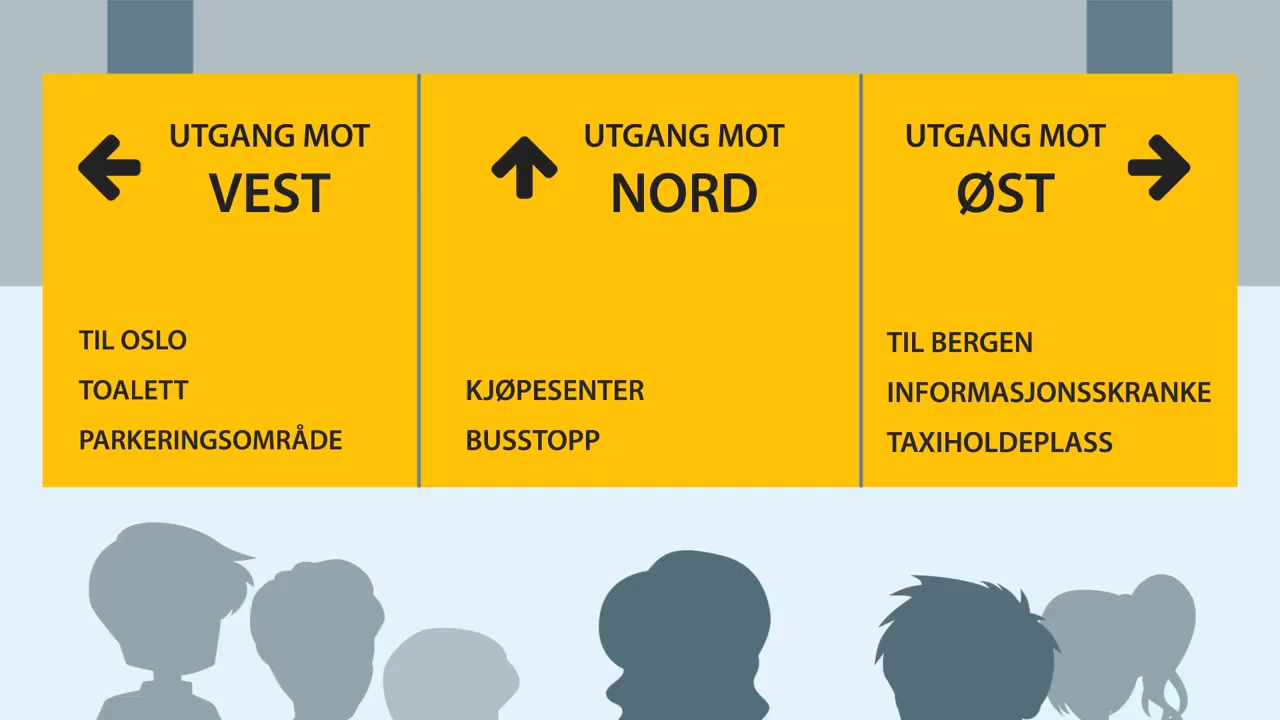 UTGANG MOT
VEST
TIL OSLO
TOALETT
PARKERINGSOMRÅDE
UTGANG MOT
NORD
KJØPESENTER
BUSSTOPP
UTGANG MOT
ØST
TIL BERGEN
INFORMASJONSSKRANKE
TAXIHOLDEPLASS